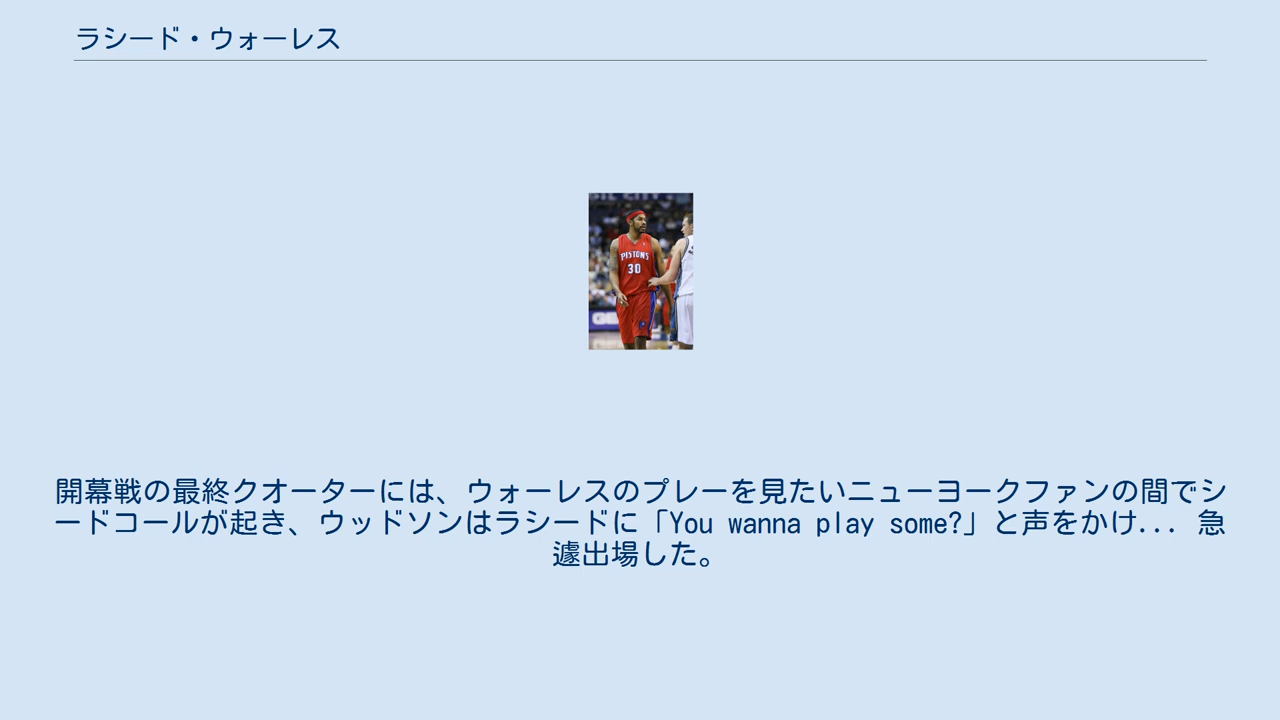 ラシード・ウォーレス
PISTONS
30
開幕戦の最終クオーターには、ウォーレスのプレーを見たいニューヨークファンの間でシ
ードコールが起き、ウッドソンはラシードに「You wanna play some?」と声をかけ... 急
遽出場した。